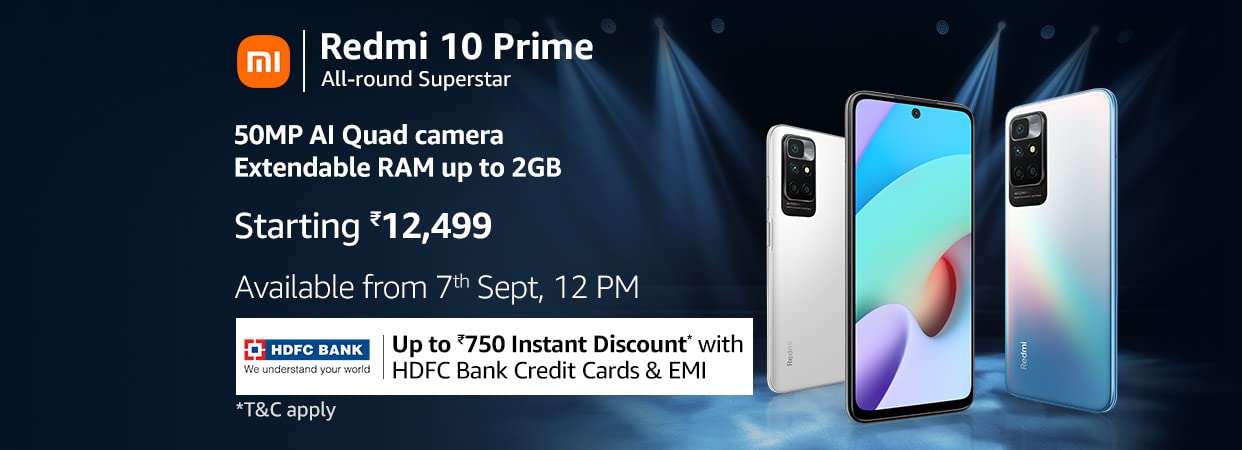 mi
Redmi 10 Prime
All-round Superstar
50MP AI Quad camera
Extendable RAM up to 2GB
Starting ₹12,499
Available from 7th Sept, 12 PM
HDFC BANK
We understand your world
Up to ₹750 Instant Discount* with
HDFC Bank Credit Cards & EMI
*T&C apply
Redmi
Redmi